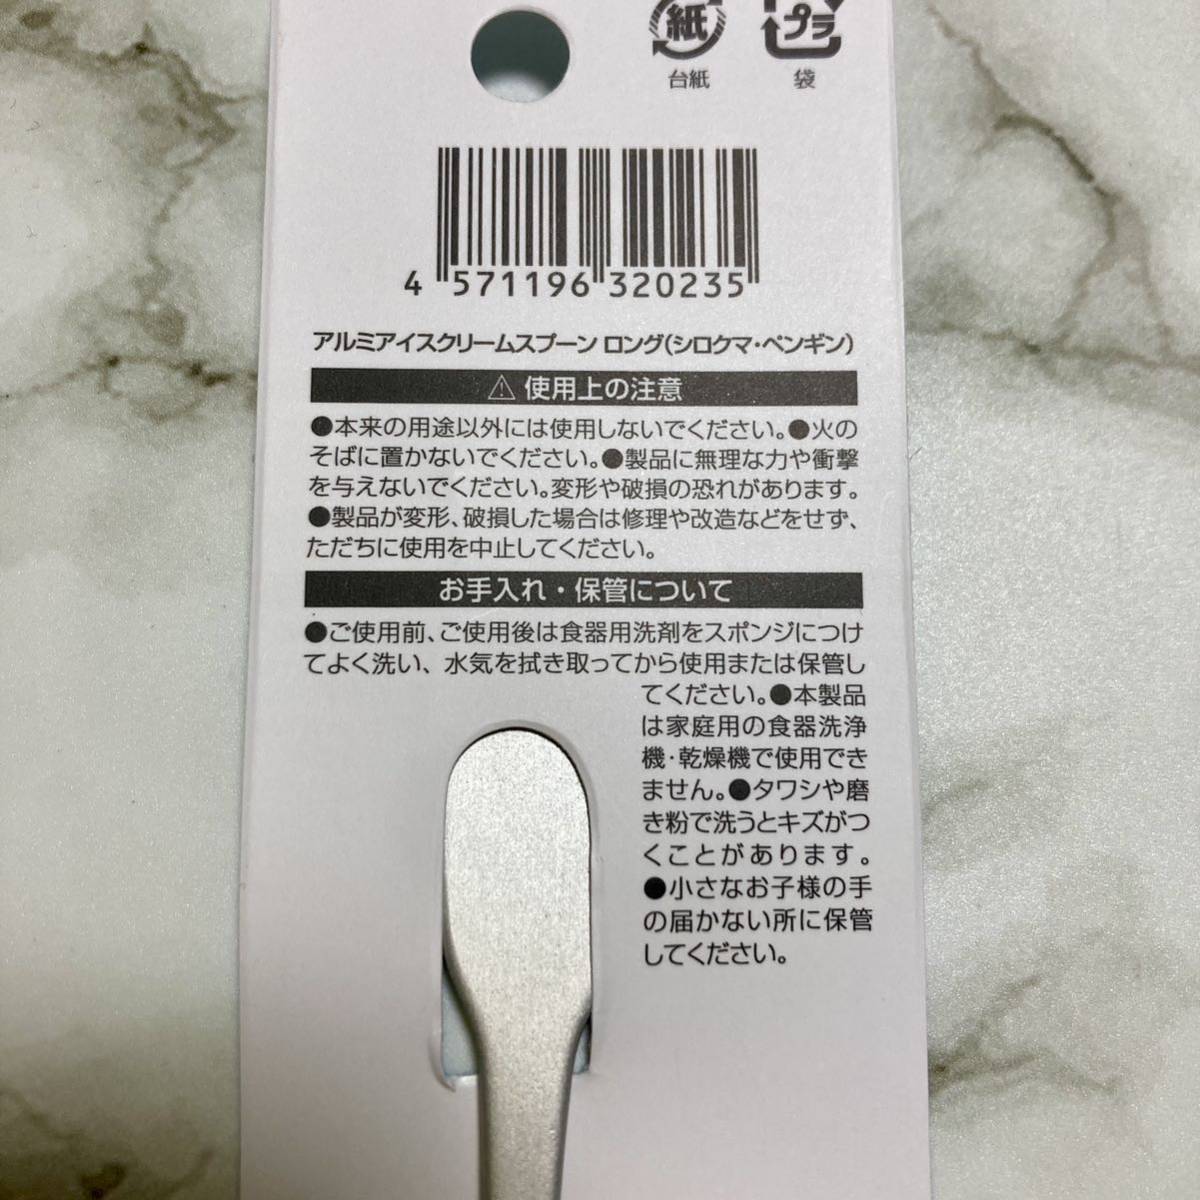 紙 プラ
台紙 袋
4 571196 320235
アルミアイスクリームスプーン ロング(シロクマ・ペンギン)
⚠ 使用上の注意
●本来の用途以外には使用しないでください。●火の
そばに置かないでください。●製品に無理な力や衝撃
を与えないでください。変形や破損の恐れがあります。
●製品が変形、破損した場合は修理や改造などをせず、
ただちに使用を中止してください。
お手入れ・保管について
●ご使用前、ご使用後は食器用洗剤をスポンジにつけ
てよく洗い、水気を拭き取ってから使用または保管し
てください。●本製品
は家庭用の食器洗浄
機・乾燥機で使用でき
ません。●タワシや磨
き粉で洗うとキズがつ
くことがあります。
●小さなお子様の手
の届かない所に保管
してください。